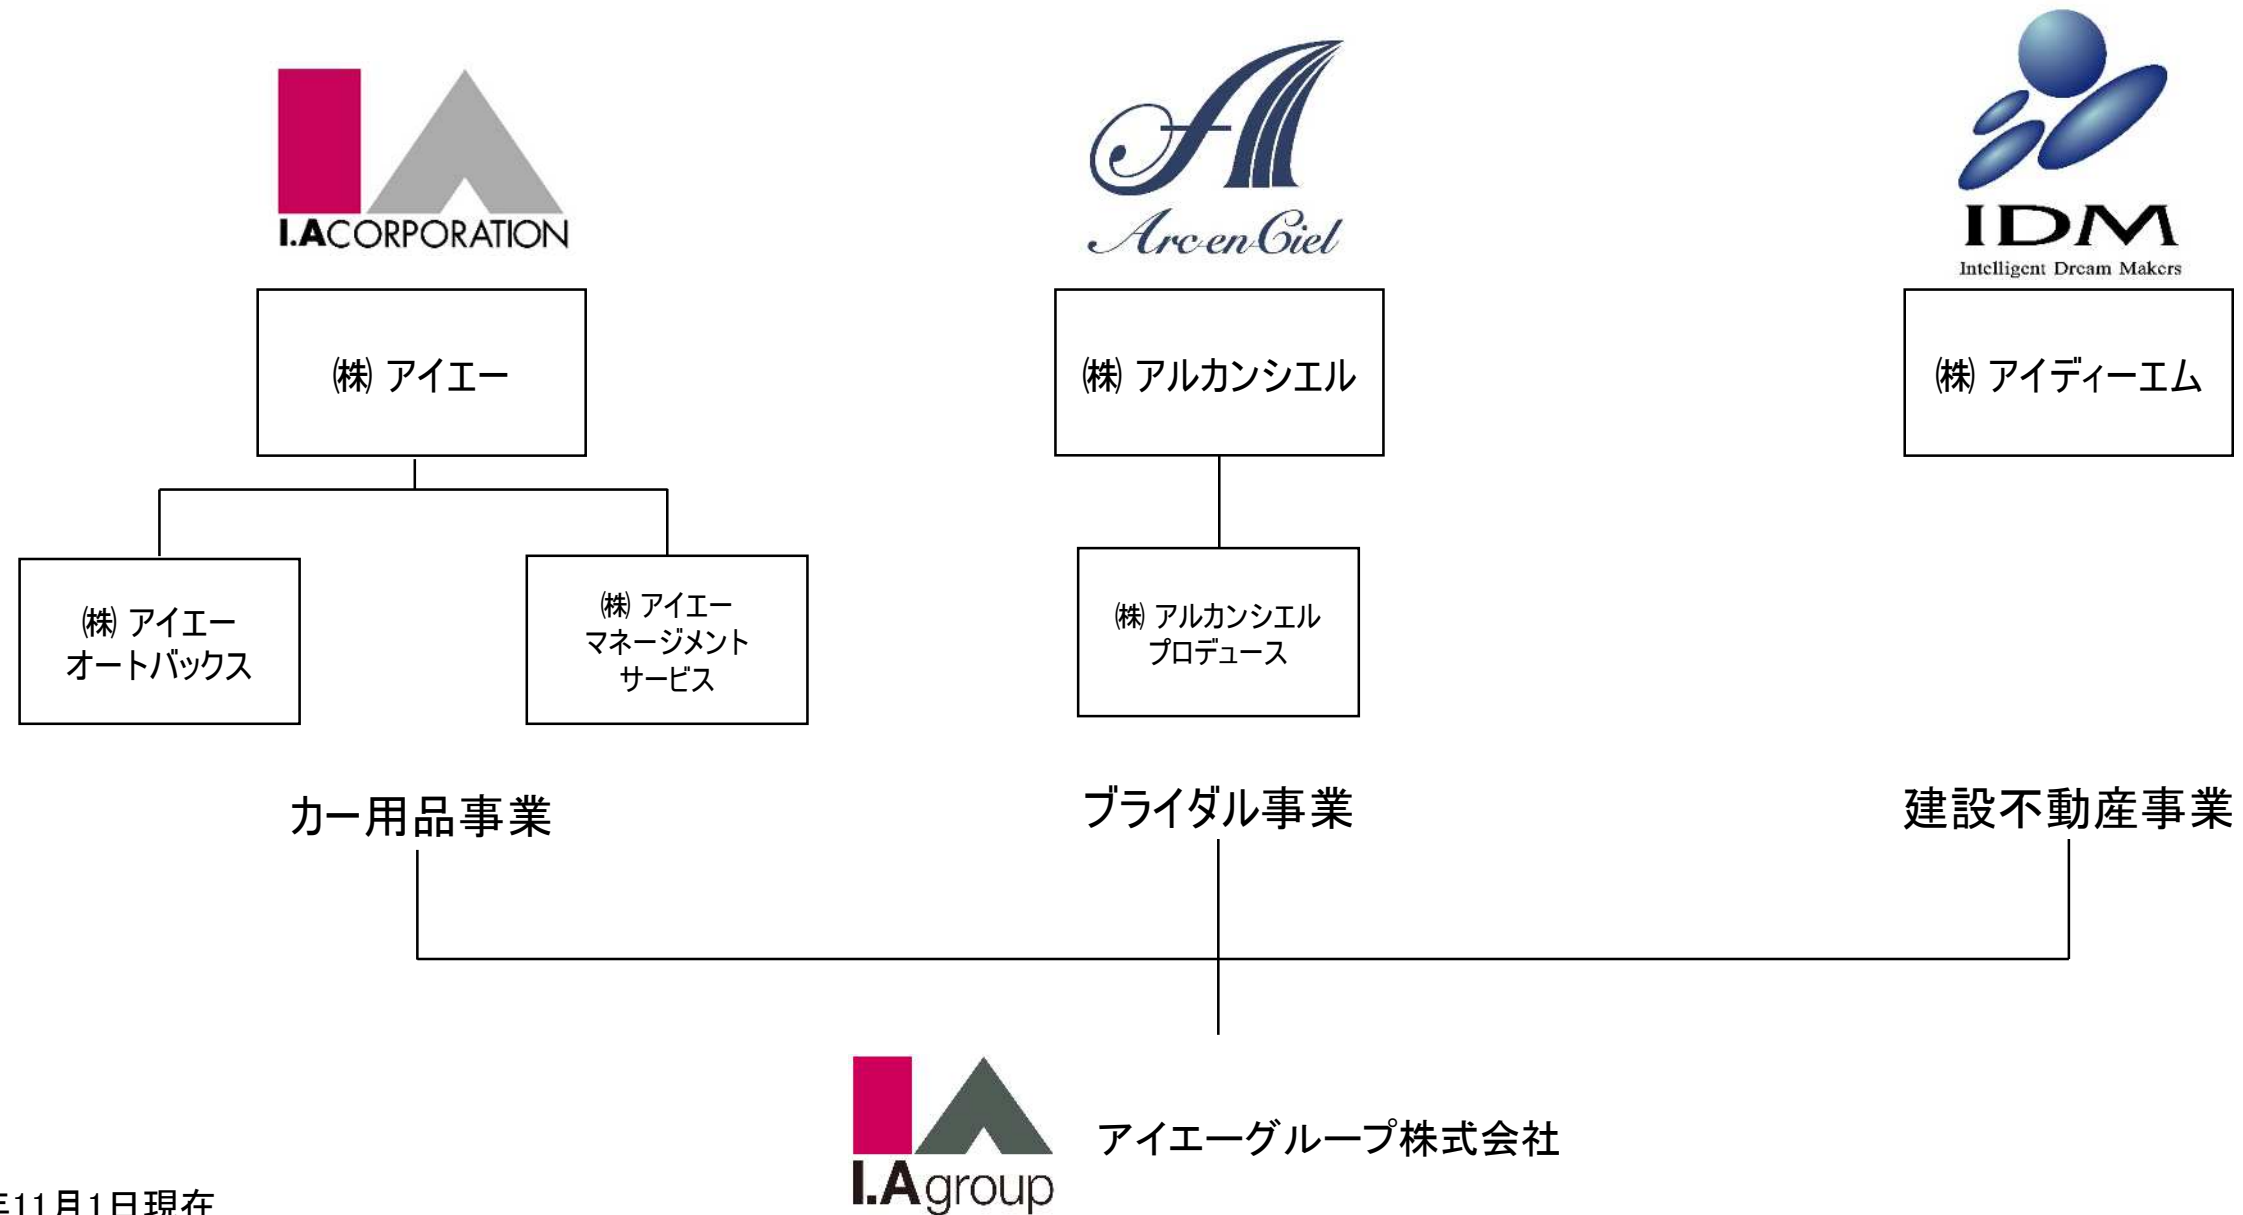 I.ACORPORATION
Arc-en-Ciel
IDM
Intelligent Dream Makers
㈱ アイエー
㈱ アルカンシエル
㈱ アイディーエム
㈱ アイエー
オートバックス
㈱ アイエー
マネージメント
サービス
㈱ アルカンシエル
プロデュース
カー用品事業
ブライダル事業
建設不動産事業
アイエーグループ株式会社
I.Agroup
年11月1日現在